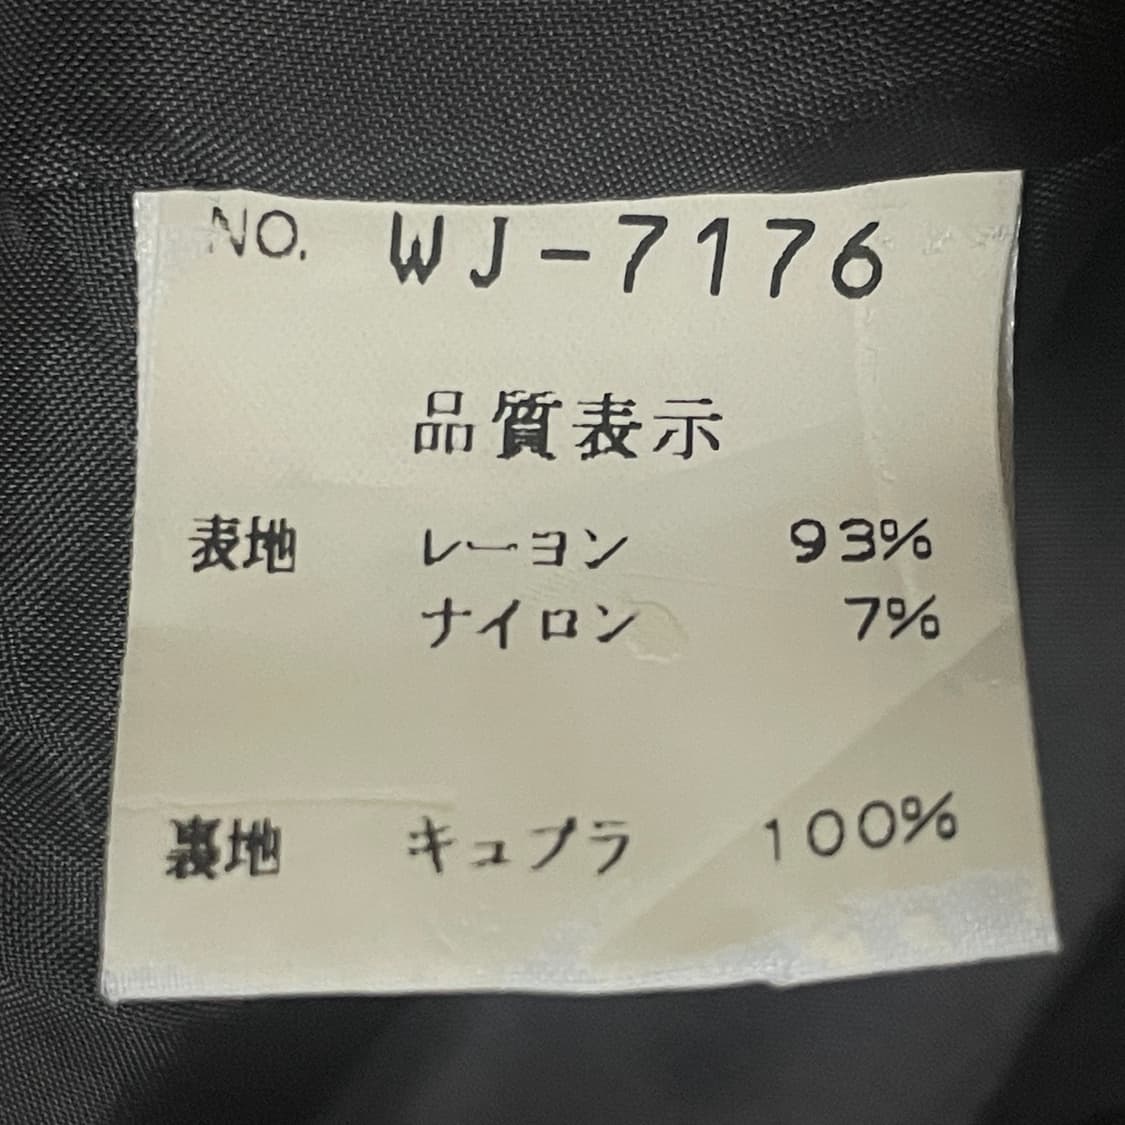 NO. WJ-7176
品質表示
表地 レーヨン 93%
ナイロン 7%
裏地 キュプラ 100%